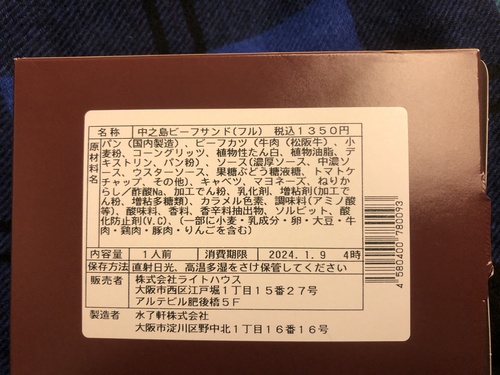 名称 中之島ビーフサンド(フル) 税込1350円
原材料名 パン(国内製造)、ビーフカツ(牛肉(松阪牛)、小
麦粉、コーングリッツ、植物性たん白、植物油脂、デ
キストリン、パン粉)、ソース(濃厚ソース、中濃ソ
ース、ウスターソース、果糖ぶどう糖液糖、トマトケ
チャップ、その他)、キャベツ、マヨネーズ、ねりか
らし/酢酸Na、加工でん粉、乳化剤、増粘剤(加工で
ん粉、増粘多糖類)、カラメル色素、調味料(アミノ酸
等)、酸味料、香料、香辛料抽出物、ソルビット、酸
化防止剤(V.C)、(一部に小麦・乳成分・卵・大豆・牛
肉・鶏肉・豚肉・りんごを含む)
内容量 1人前 消費期限 2024.1.9 4時
保存方法 直射日光、高温多湿をさけ保管してください
販売者 株式会社ライトハウス
大阪市西区江戸堀1丁目15番27号
アルテビル肥後橋5F
製造者 水了軒株式会社
大阪市淀川区野中北1丁目16番16号
4 580400 780093